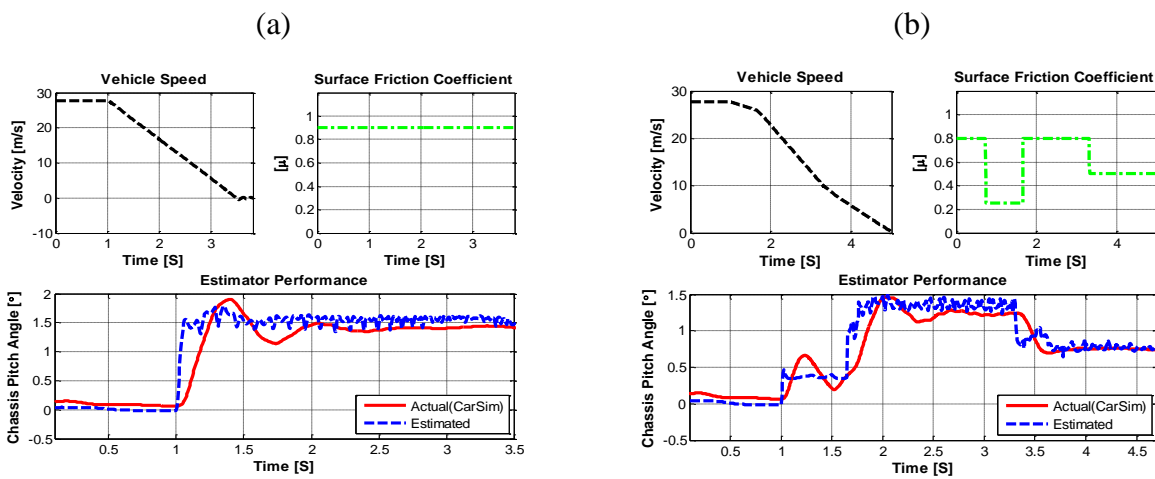 (a)
(b)
Vehicle Speed
Surface Friction Coefficient
Velocity [m/s]
30
20
10
0
-10
0
1
2
3
Time [S]
[μ]
1
0.8
0.6
0.4
0.2
0
0
1
2
3
Time [S]
Estimator Performance
Chassis Pitch Angle [°]
2
1.5
1
0.5
0
-0.5
0.5
1
1.5
2
2.5
3
3.5
Time [S]
Actual(CarSim)
Estimated
Vehicle Speed
Surface Friction Coefficient
Velocity [m/s]
30
20
10
0
0
2
4
Time [S]
[μ]
1
0.8
0.6
0.4
0.2
0
0
2
4
Time [S]
Estimator Performance
Chassis Pitch Angle [°]
1.5
1
0.5
0
-0.5
0.5
1
1.5
2
2.5
3
3.5
4
4.5
Time [S]
Actual(CarSim)
Estimated